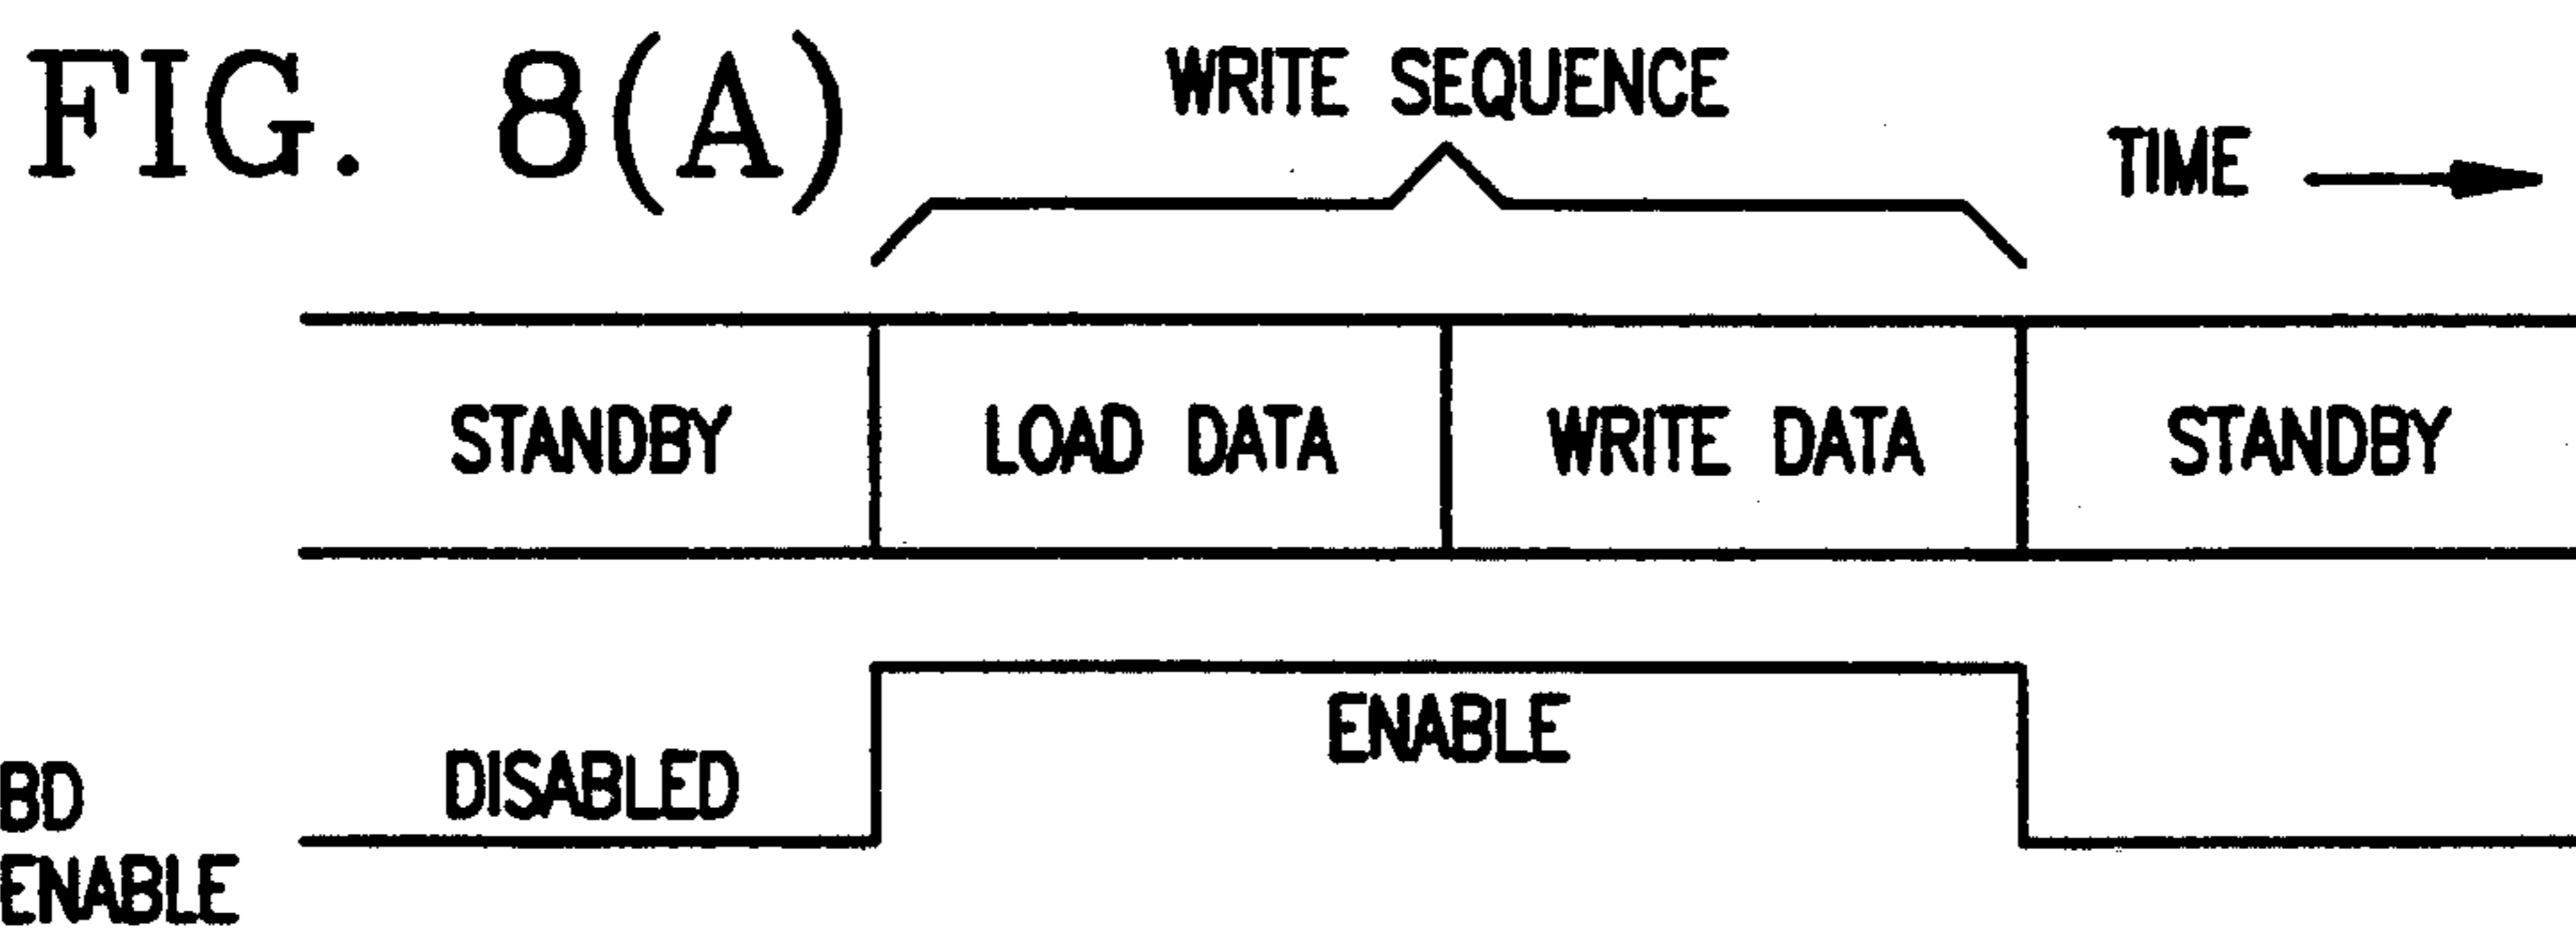 FIG. 8(A)
WRITE SEQUENCE
TIME
STANDBY LOAD DATA WRITE DATA STANDBY
ENABLE
DISABLED
BD
ENABLE